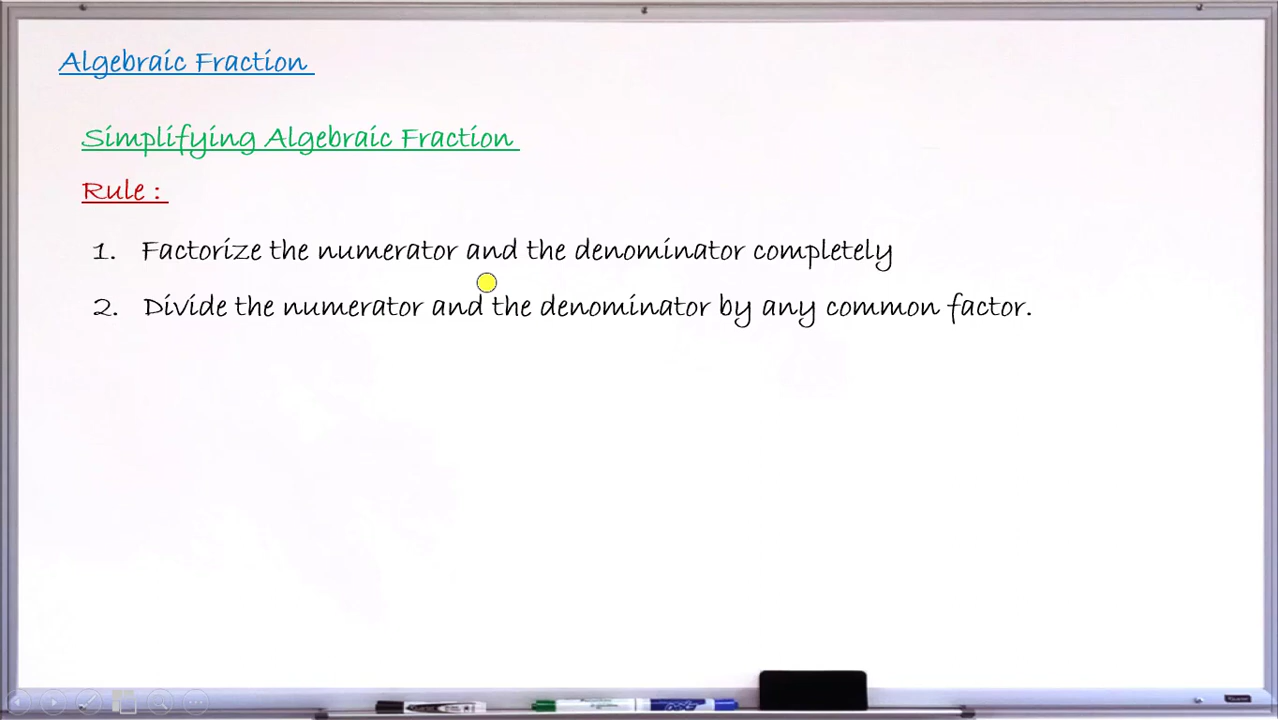 Algebraic Fraction
Simplifying Algebraic Fraction
Rule :
1. Factorize the numerator and the denominator completely
2. Divide the numerator and the denominator by any common factor.